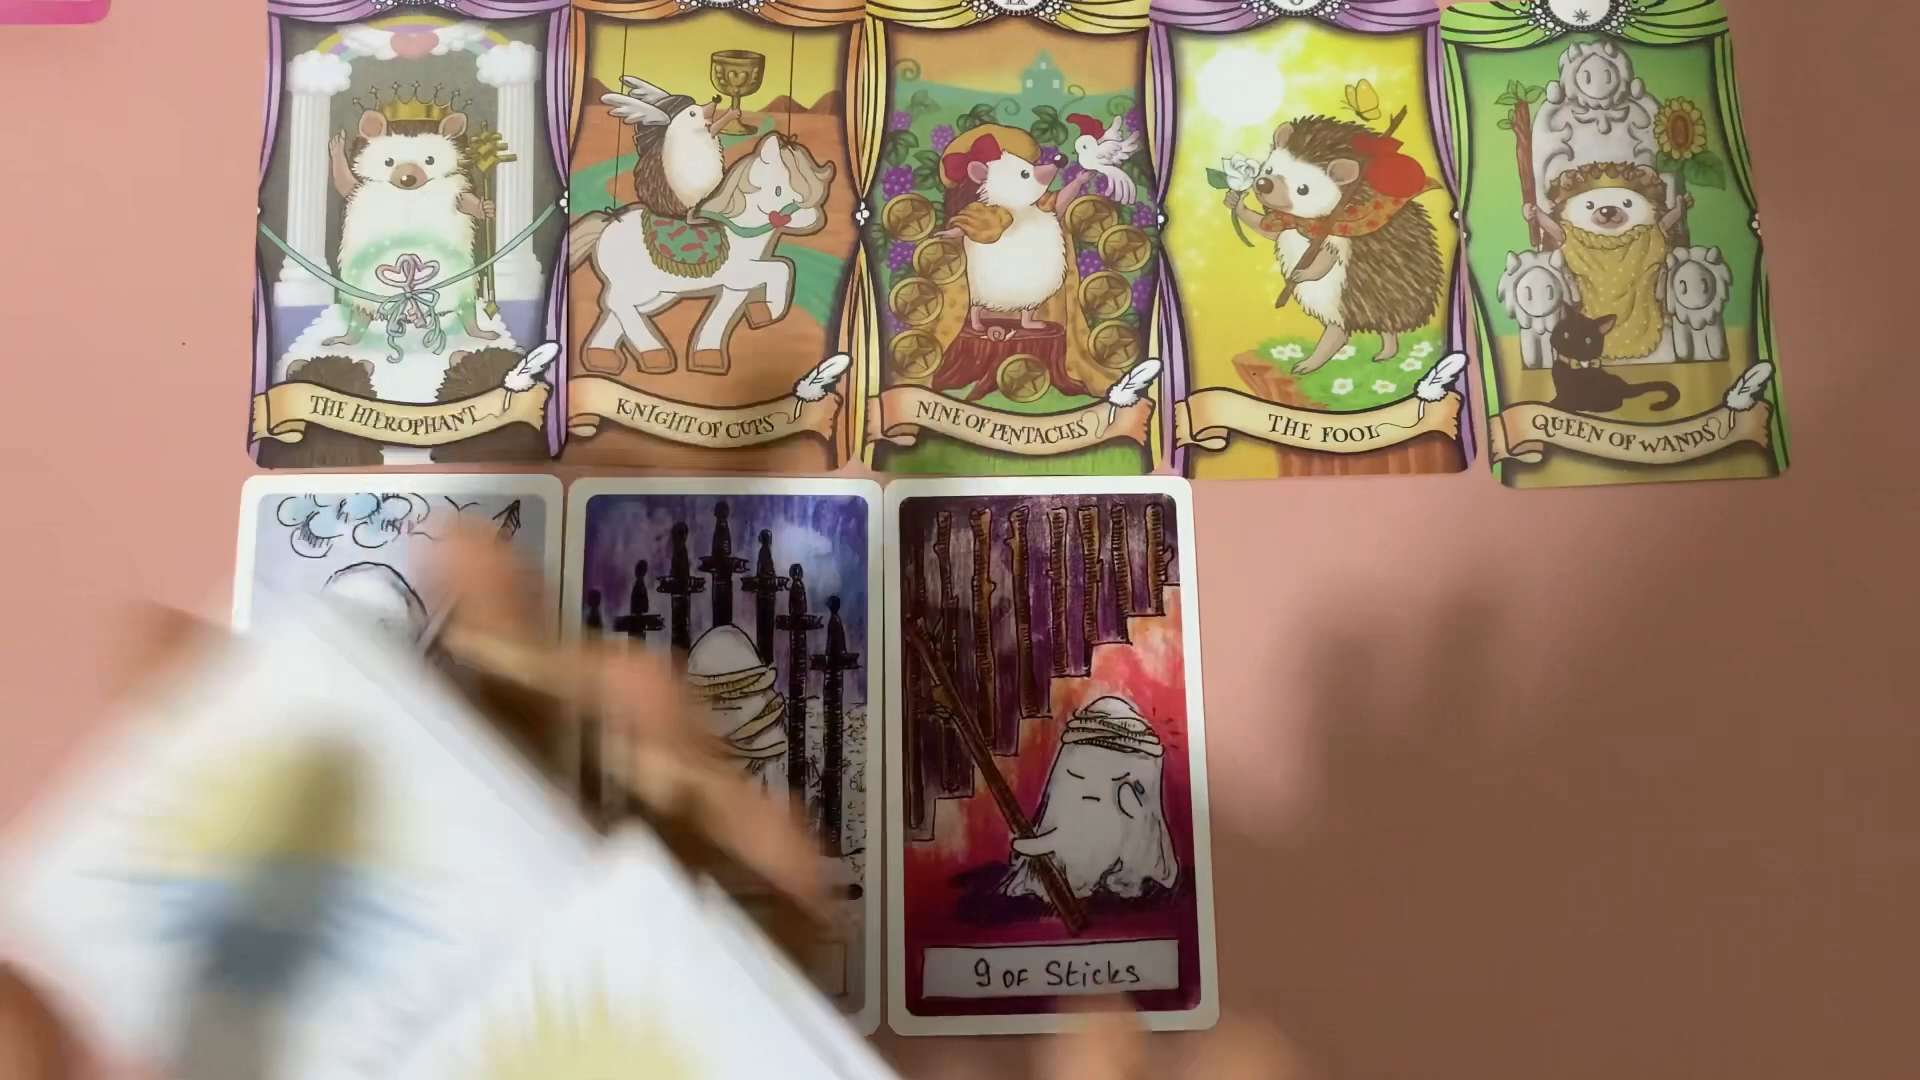 THE HIEROPHANT
KNIGHT OF CUPS
NINE OF PENTACLES
THE FOOL
QUEEN OF WANDS
9 OF Sticks